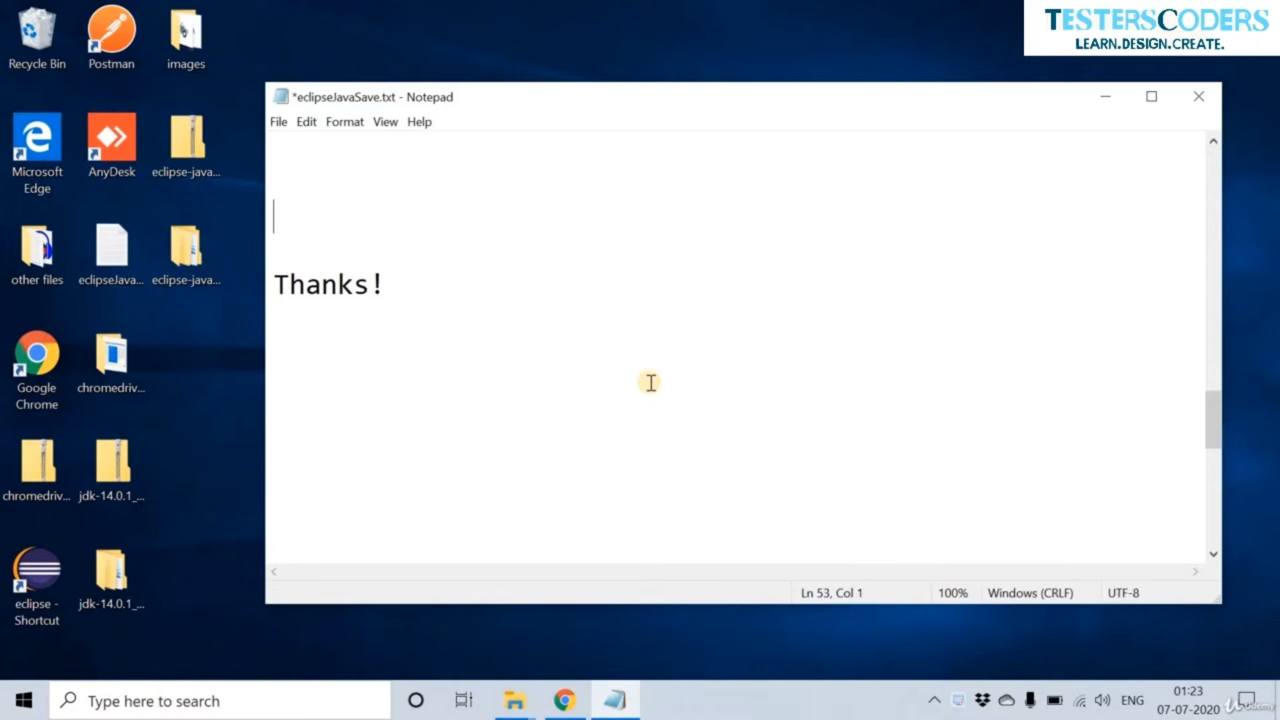 TESTERSCODERS
LEARN.DESIGN.CREATE.
Recycle Bin
Postman
images
Microsoft
Edge
AnyDesk
eclipse-java...
other files
eclipseJava...
eclipse-java...
Google
Chrome
chromedriv...
chromedriv...
jdk-14.0.1_...
eclipse -
Shortcut
jdk-14.0.1_...
*eclipseJavaSave.txt - Notepad
File Edit Format View Help
Thanks!
Ln 53, Col 1 100% Windows (CRLF) UTF-8
Type here to search
ENG
01:23
07-07-2020
Udemy